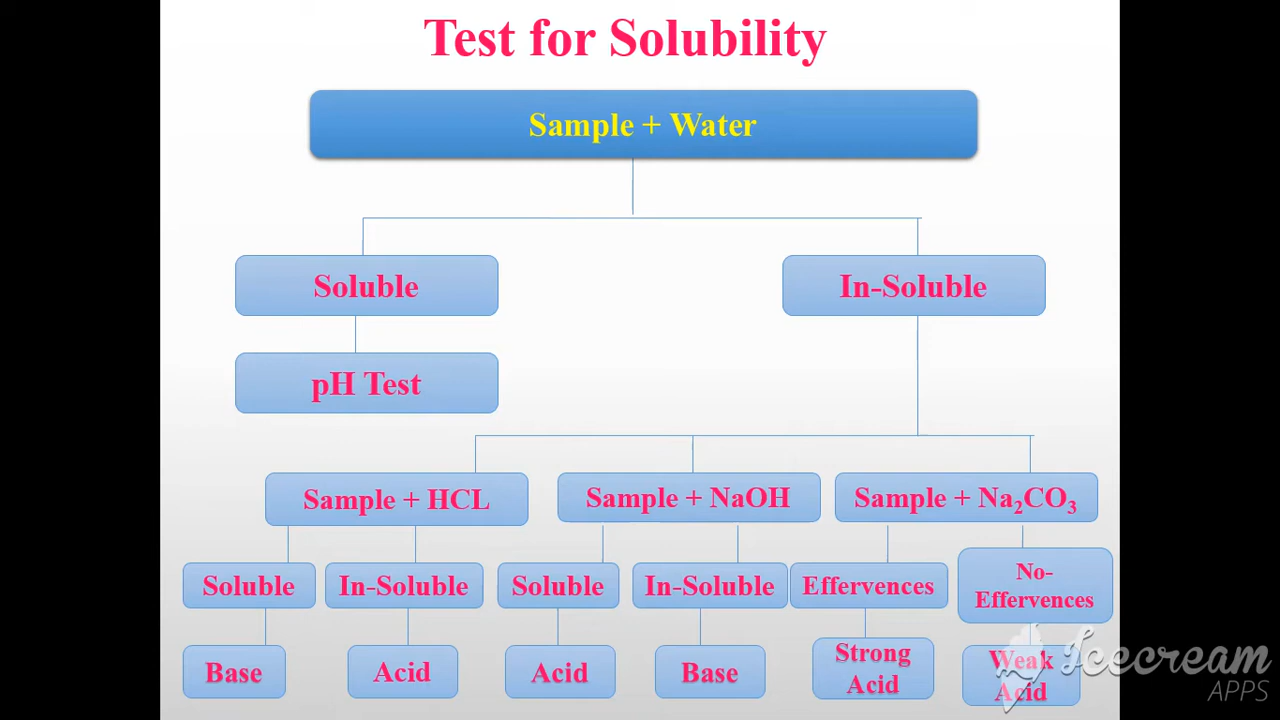 Test for Solubility
Sample + Water
Soluble
In-Soluble
pH Test
Sample + HCL
Sample + NaOH
Sample + Na₂CO₃
Soluble
In-Soluble
Soluble
In-Soluble
Effervences
No-
Effervences
Base
Acid
Acid
Base
Strong
Acid
Weak
Acid
Icecream
APPS